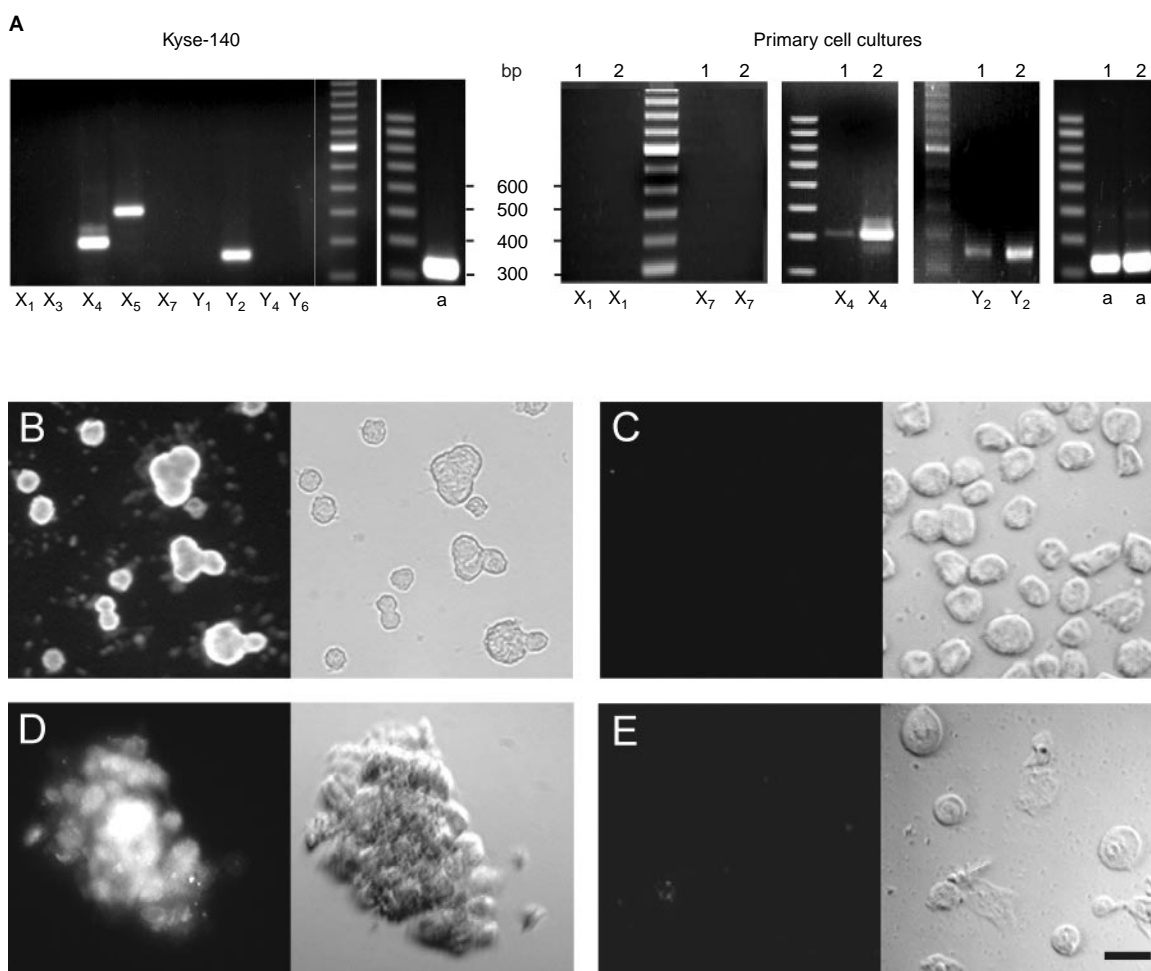 A
Kyse-140
Primary cell cultures
bp
1 2 1 2 1 2 1 2 1 2
600
500
400
300
X₁ X₃ X₄ X₅ X₇ Y₁ Y₂ Y₄ Y₆ a X₁ X₁ X₇ X₇ X₄ X₄ Y₂ Y₂ a a
B
C
D
E